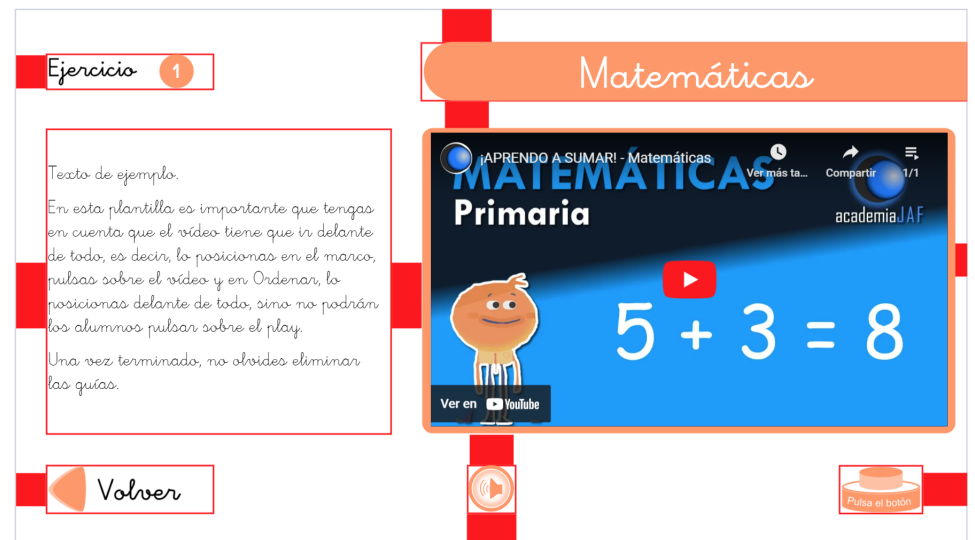 Ejercicio 1
Matemáticas
Texto de ejemplo.
En esta plantilla es importante que tengas
en cuenta que el vídeo tiene que ir delante
de todo, es decir, lo posicionas en el marco,
pulsas sobre el vídeo y en Ordenar, lo
posicionas delante de todo, sino no podrán
los alumnos pulsar sobre el play.
Una vez terminado, no olvides eliminar
las guías.
¡APRENDO A SUMAR! - Matemáticas
Ver más ta...
Compartir
1/1
MATEMÁTICAS
Primaria
academiaJAF
5 + 3 = 8
Ver en YouTube
Volver
Pulsa el botón